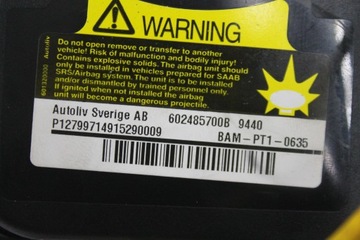 WARNING
Do not open remove or transfer to another
vehicle! Risk of malfunction and bodily injury!
Contains explosive solids. The airbag unit should
only be installed in vehicles prepared for SAAB
SRS/Airbag system. The unit is to be installed
and/or dismantled by trained personnel only.
If ignited when not installed the airbag
unit will become a dangerous projectile.
Autoliv
601320300
Autoliv Sverige AB 602485700B 9440
P12799714915290009 BAM-PT1-0635